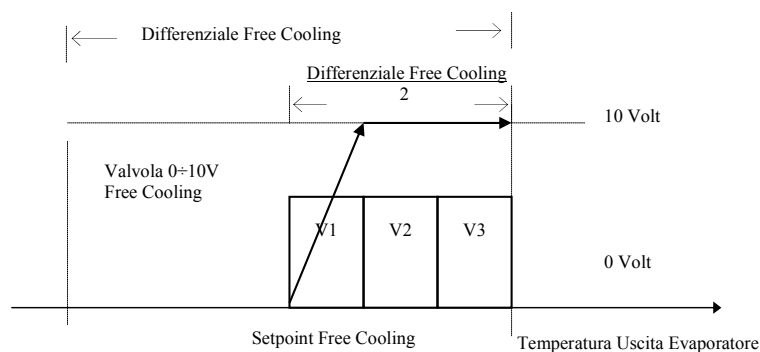 Differenziale Free Cooling
Differenziale Free Cooling
2
10 Volt
Valvola 0÷10V
Free Cooling
V1
V2
V3
0 Volt
Setpoint Free Cooling
Temperatura Uscita Evaporatore